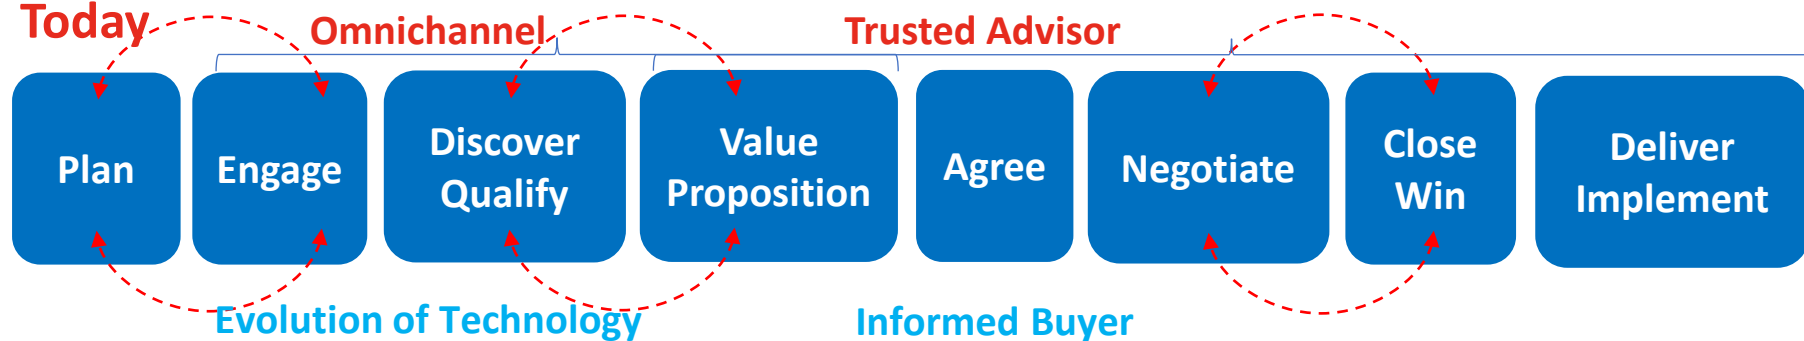 Today
Omnichannel
Trusted Advisor
Plan
Engage
Discover
Qualify
Value
Proposition
Agree
Negotiate
Close
Win
Deliver
Implement
Evolution of Technology
Informed Buyer